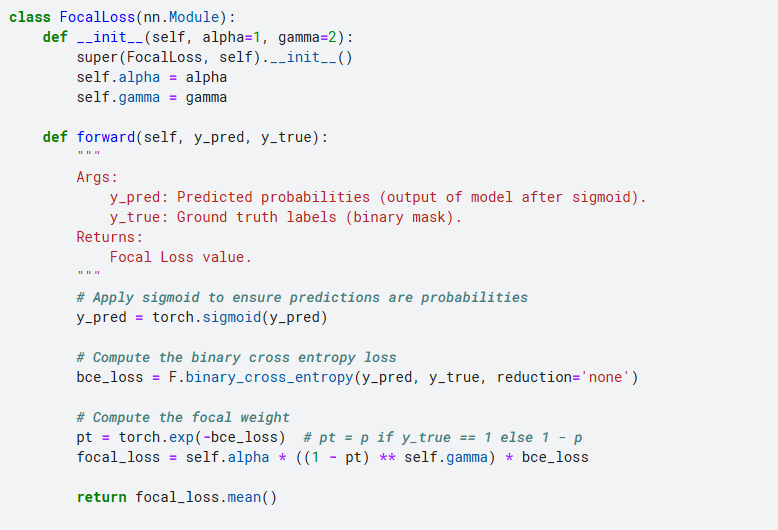 class FocalLoss(nn.Module):
    def __init__(self, alpha=1, gamma=2):
        super(FocalLoss, self).__init__()
        self.alpha = alpha
        self.gamma = gamma

    def forward(self, y_pred, y_true):
        """
        Args:
            y_pred: Predicted probabilities (output of model after sigmoid).
            y_true: Ground truth labels (binary mask).
        Returns:
            Focal Loss value.
        """
        # Apply sigmoid to ensure predictions are probabilities
        y_pred = torch.sigmoid(y_pred)

        # Compute the binary cross entropy loss
        bce_loss = F.binary_cross_entropy(y_pred, y_true, reduction='none')

        # Compute the focal weight
        pt = torch.exp(-bce_loss)  # pt = p if y_true == 1 else 1 - p
        focal_loss = self.alpha * ((1 - pt) ** self.gamma) * bce_loss

        return focal_loss.mean()